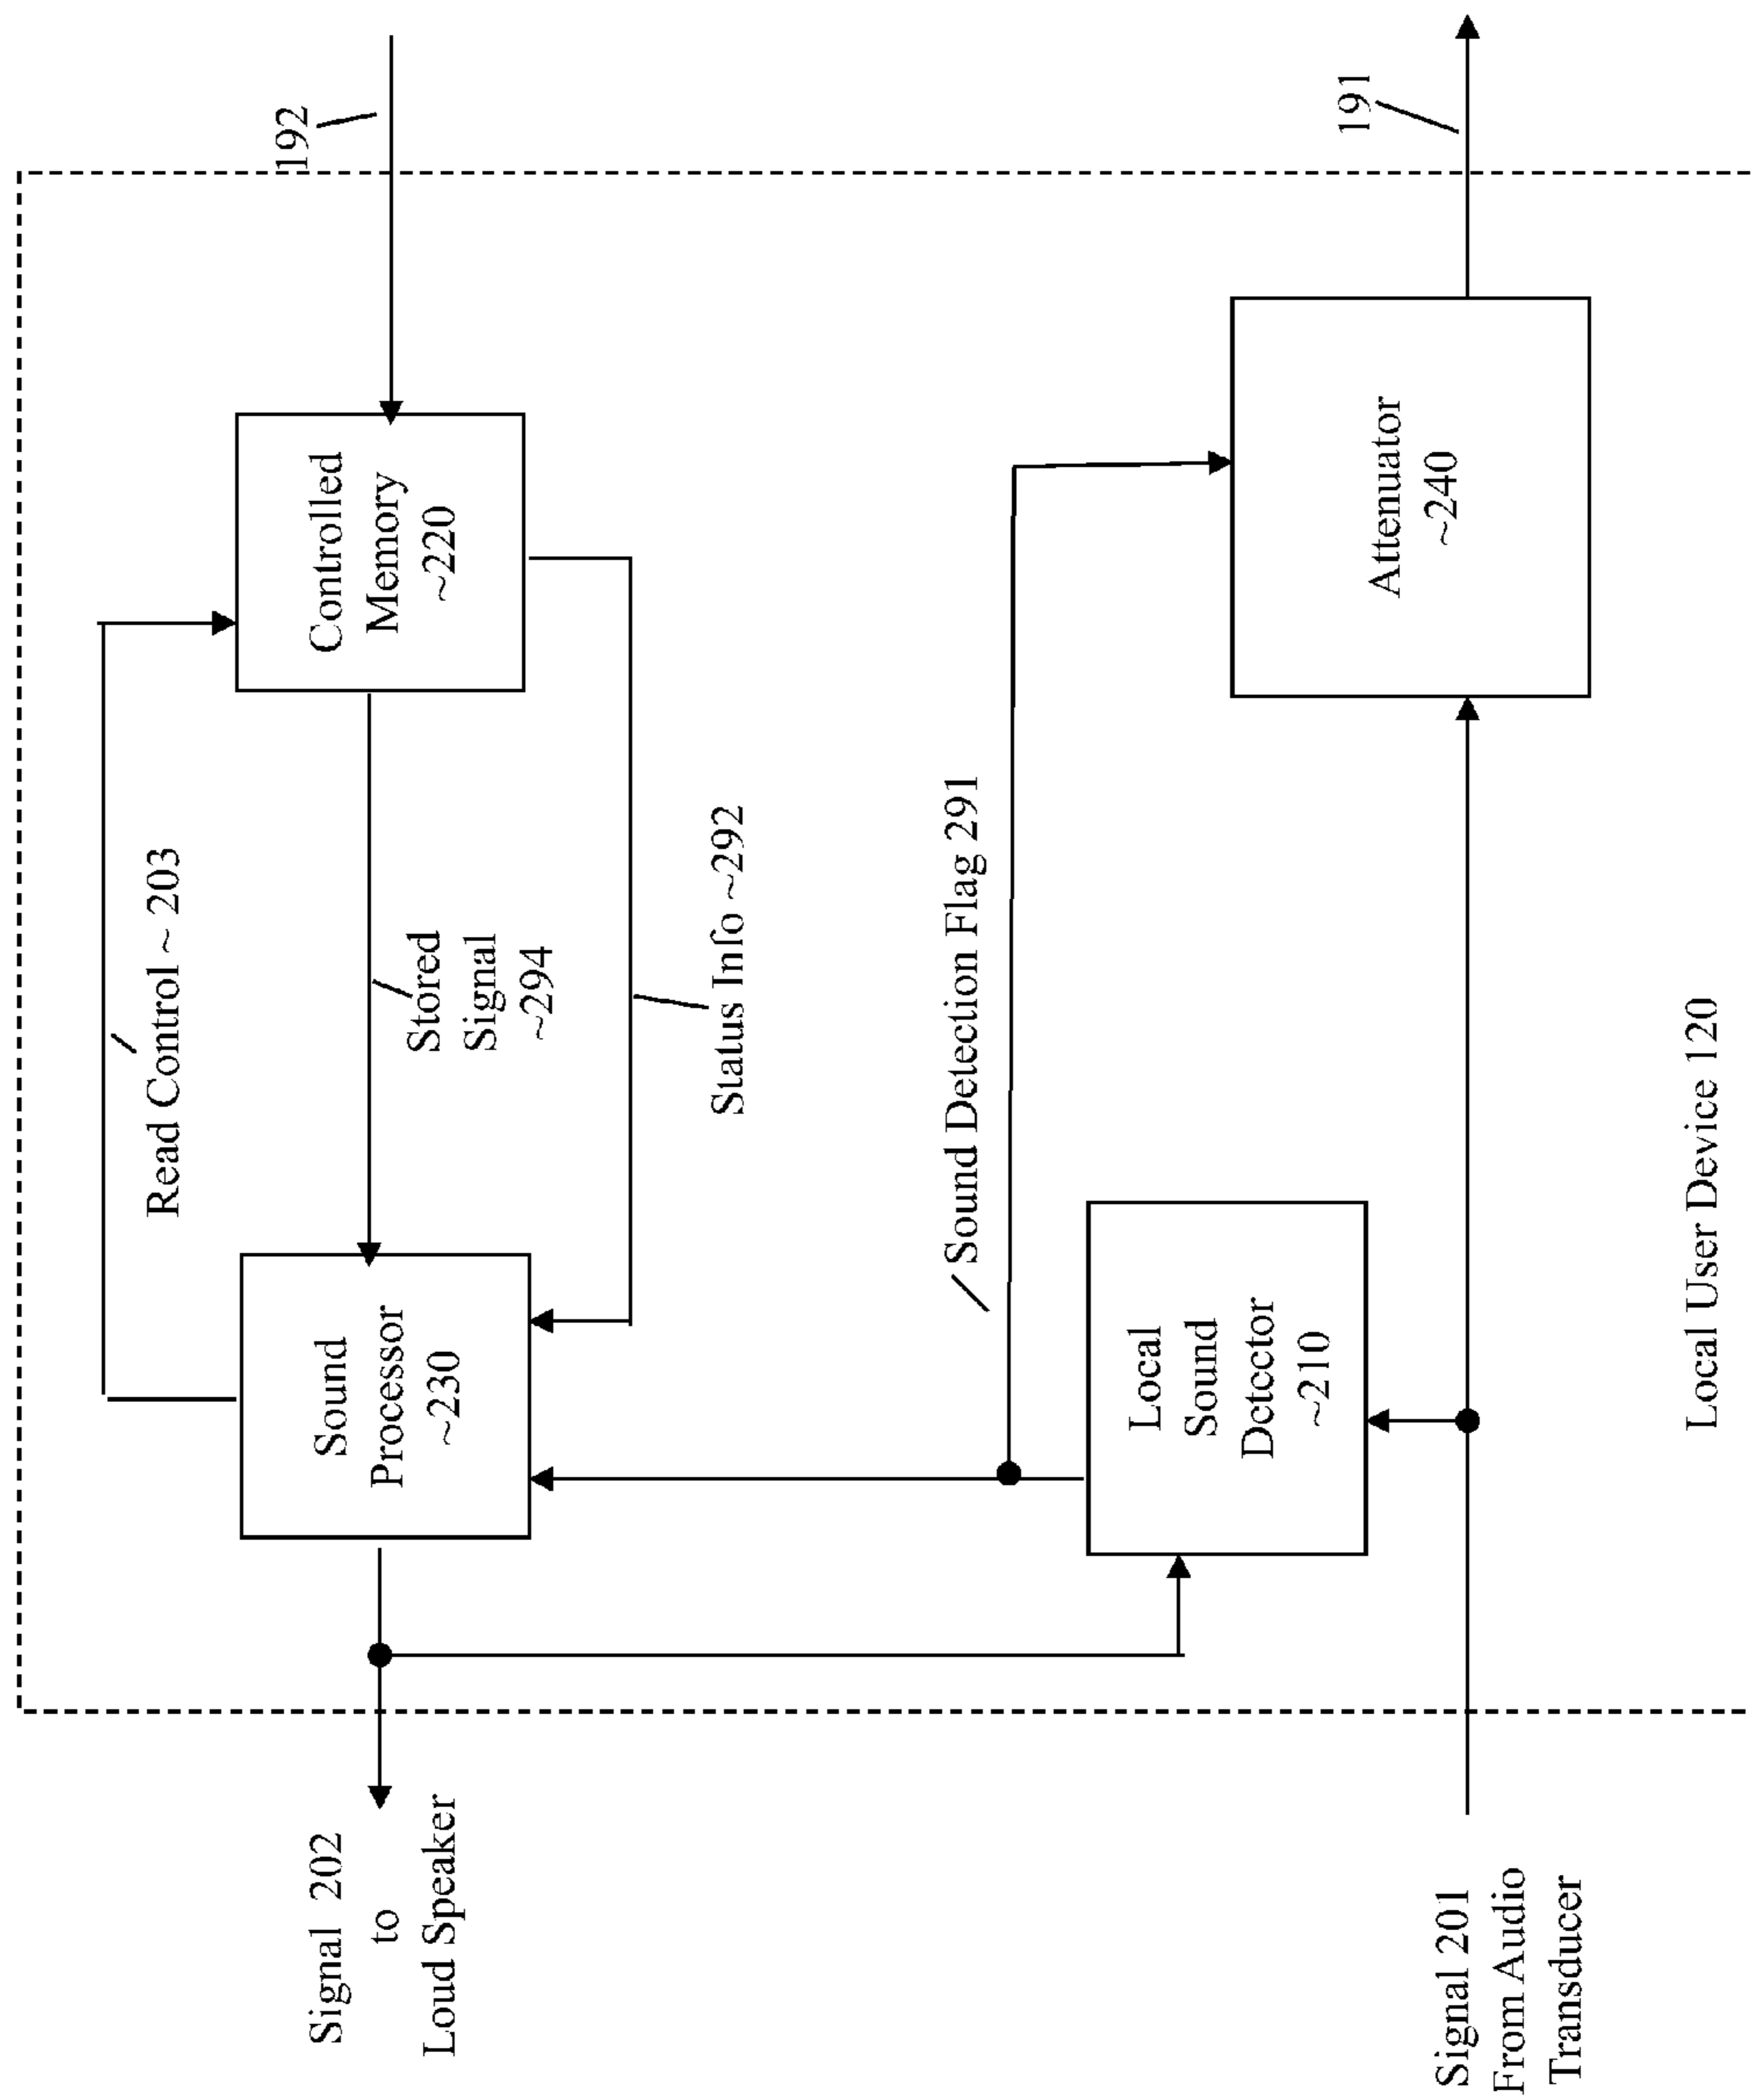 Read Control ~ 203
192
Signal 202
to
Loud Speaker
Sound
Processor
~230
Controlled
Memory
~220
Stored
Signal
~294
Status Info ~292
Sound Detection Flag 291
Local
Sound
Detector
~210
Attenuator
~240
191
Signal 201
From Audio
Transducer
Local User Device 120